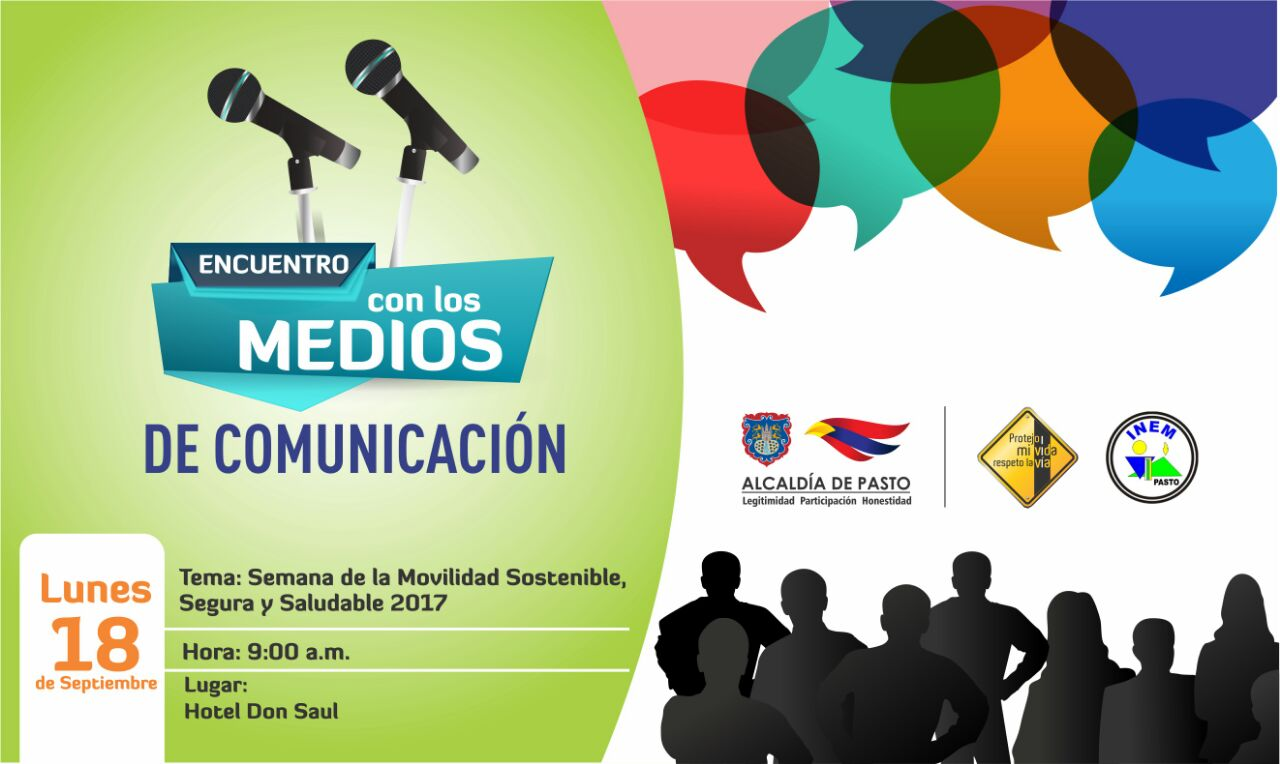 ENCUENTRO
con los
MEDIOS
DE COMUNICACIÓN
Lunes
18
de Septiembre
Tema: Semana de la Movilidad Sostenible,
Segura y Saludable 2017
Hora: 9:00 a.m.
Lugar:
Hotel Don Saul
ALCALDÍA DE PASTO
Legitimidad Participación Honestidad
Protejo
mi vida
respeto la vía
INEM
PASTO